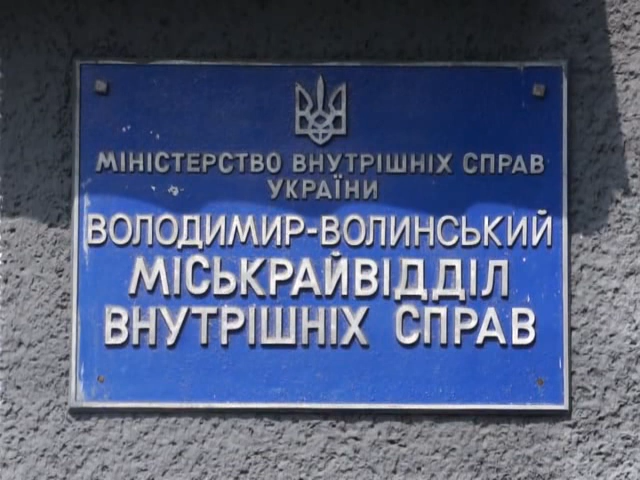 МІНІСТЕРСТВО ВНУТРІШНІХ СПРАВ
УКРАЇНИ
ВОЛОДИМИР-ВОЛИНСЬКИЙ
МІСЬКРАЙВІДДІЛ
ВНУТРІШНІХ СПРАВ